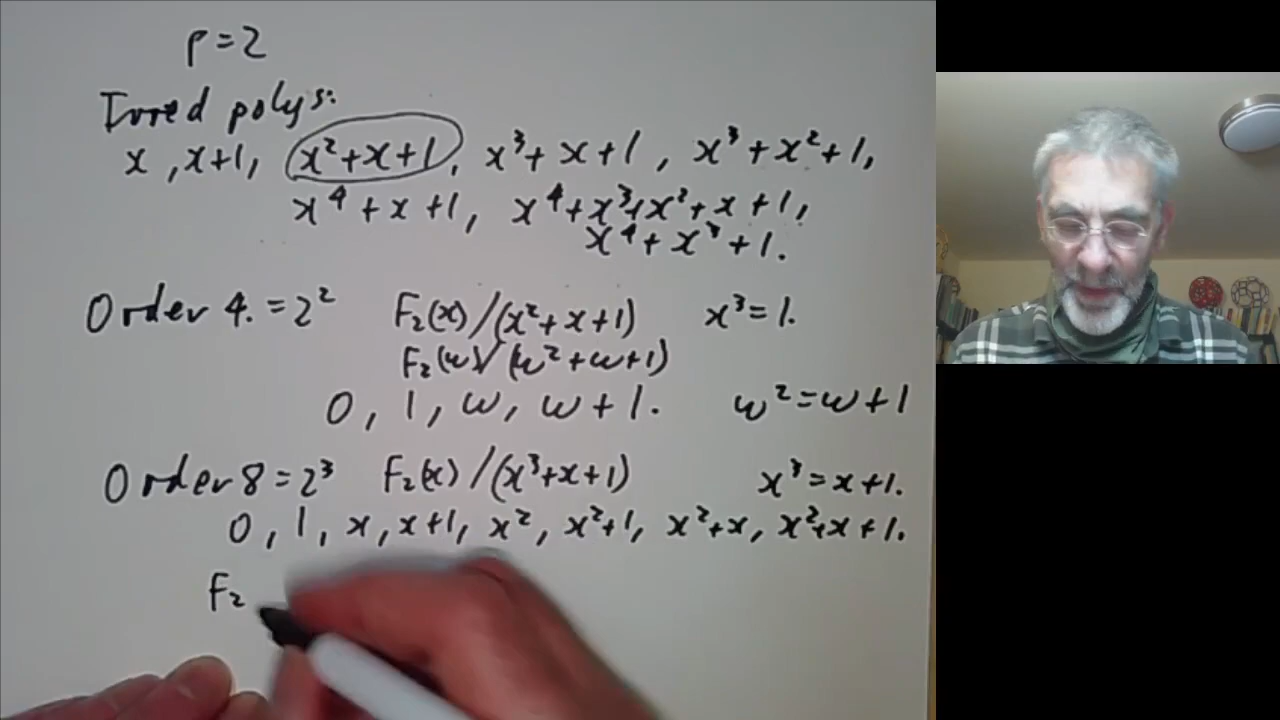 p=2
Irred polys:
x, x+1, x²+x+1, x³+x+1, x³+x²+1,
x⁴+x+1, x⁴+x³+x²+x+1,
x⁴+x³+1.
Order 4. =2² F₂(x)/(x²+x+1) x³=1.
F₂(ω)/(ω²+ω+1)
0, 1, ω, ω+1. ω²=ω+1
Order 8=2³ F₂(x)/(x³+x+1) x³=x+1.
0, 1, x, x+1, x², x²+1, x²+x, x²+x+1.
F₂